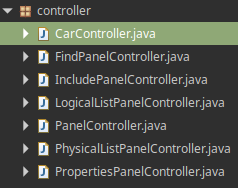 controller
CarController.java
FindPanelController.java
IncludePanelController.java
LogicalListPanelController.java
PanelController.java
PhysicalListPanelController.java
PropertiesPanelController.java